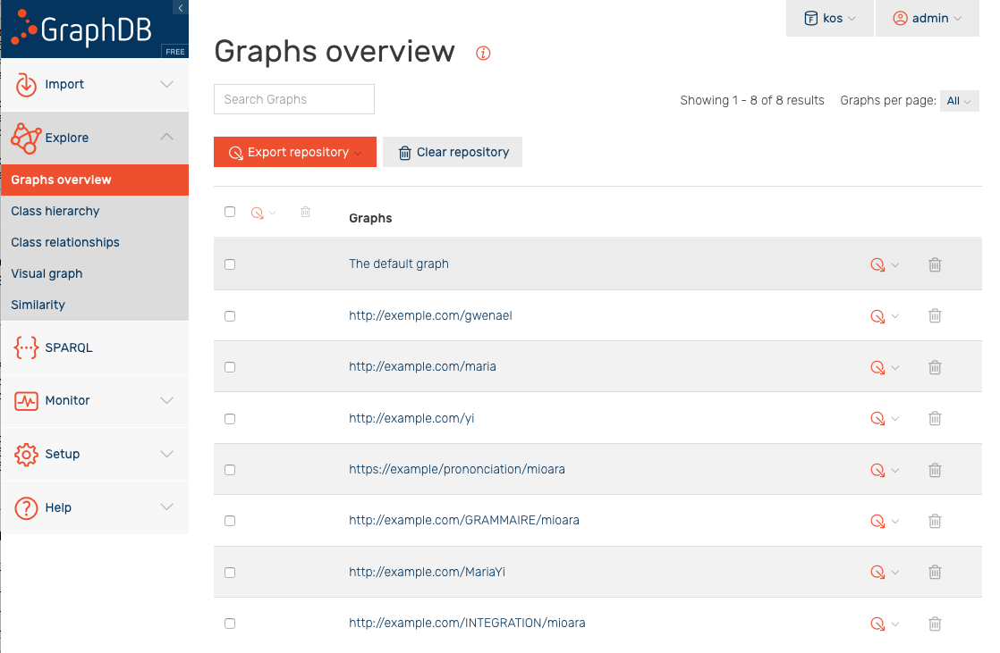 GraphDB
FREE
Import
Explore
Graphs overview
Class hierarchy
Class relationships
Visual graph
Similarity
SPARQL
Monitor
Setup
Help
kos
admin
Graphs overview
Search Graphs
Showing 1 - 8 of 8 results
Graphs per page: All
Export repository
Clear repository
Graphs
The default graph
http://exemple.com/gwenael
http://example.com/maria
http://example.com/yi
https://example/prononciation/mioara
http://example.com/GRAMMAIRE/mioara
http://example.com/MariaYi
http://example.com/INTEGRATION/mioara